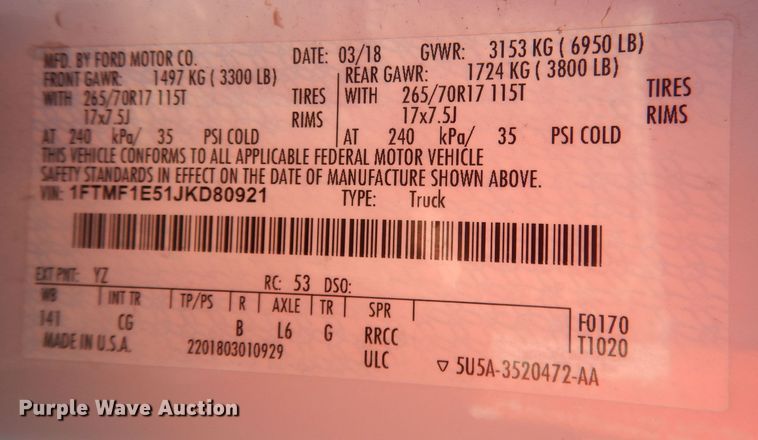 MFD. BY FORD MOTOR CO. DATE: 03/18 GVWR: 3153 KG ( 6950 LB)
FRONT GAWR: 1497 KG ( 3300 LB) REAR GAWR: 1724 KG ( 3800 LB)
WITH 265/70R17 115T TIRES WITH 265/70R17 115T TIRES
17x7.5J RIMS 17x7.5J RIMS
AT 240 kPa/ 35 PSI COLD AT 240 kPa/ 35 PSI COLD
THIS VEHICLE CONFORMS TO ALL APPLICABLE FEDERAL MOTOR VEHICLE
SAFETY STANDARDS IN EFFECT ON THE DATE OF MANUFACTURE SHOWN ABOVE.
VIN: 1FTMF1E51JKD80921 TYPE: Truck
EXT PNT: YZ RC: 53 DSO:
WB INT TR TP/PS R AXLE TR SPR
141 CG B L6 G RRCC F0170
MADE IN U.S.A. 2201803010929 ULC T1020
▽ 5U5A-3520472-AA
Purple Wave Auction